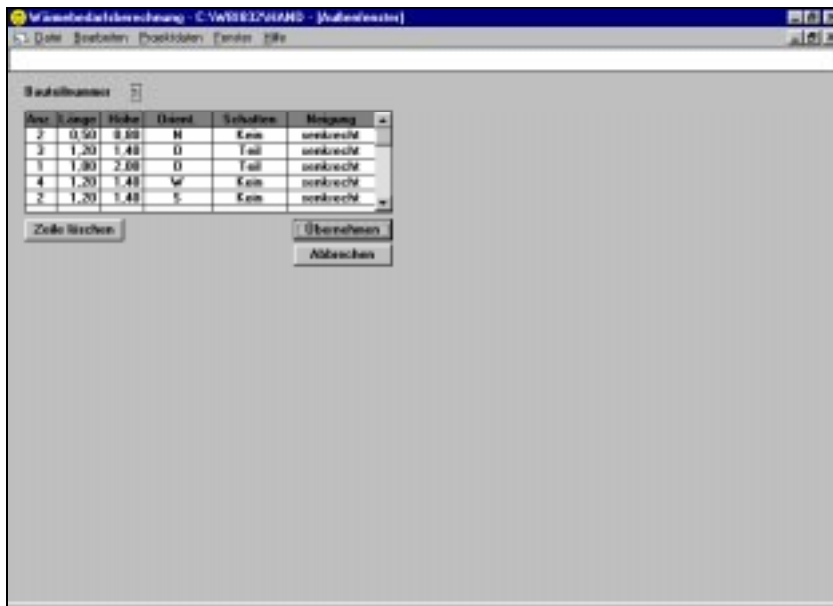 Wärmebedarfsberechnung - C:\WRIB32\HAND - [Außenfenster]
Datei Bearbeiten Projektdaten Fenster Hilfe
Bauteilnummer
Anz Länge Höhe Orient. Schatten Neigung
2 0,50 0,80 N Kein senkrecht
3 1,20 1,40 O Teil senkrecht
1 1,00 2,00 O Teil senkrecht
4 1,20 1,40 W Kein senkrecht
2 1,20 1,40 S Kein senkrecht
Zeile löschen Übernehmen
Abbrechen